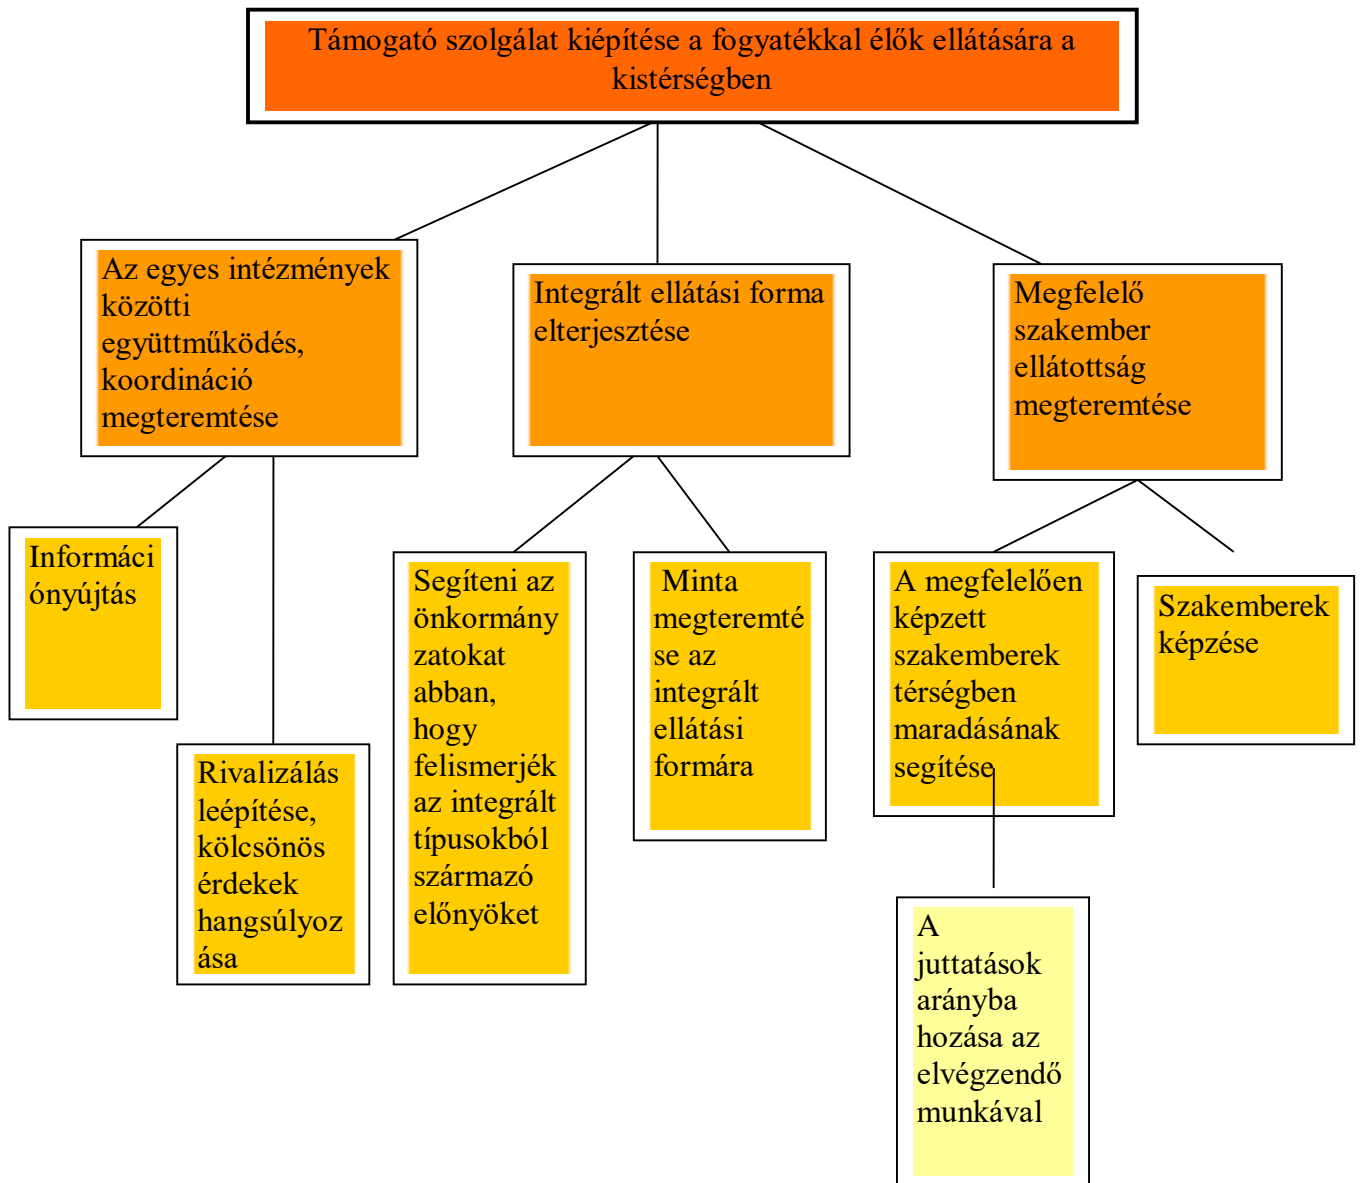 Támogató szolgálat kiépítése a fogyatékkal élők ellátására a
kistérségben
Az egyes intézmények
közötti
együttműködés,
koordináció
megteremtése
Integrált ellátási forma
elterjesztése
Megfelelő
szakember
ellátottság
megteremtése
Informáci
ónyújtás
Rivalizálás
leépítése,
kölcsönös
érdekek
hangsúlyoz
ása
Segíteni az
önkormány
zatokat
abban,
hogy
felismerjék
az integrált
típusokból
származó
előnyöket
Minta
megteremté
se az
integrált
ellátási
formára
A megfelelően
képzett
szakemberek
térségben
maradásának
segítése
Szakemberek
képzése
A
juttatások
arányba
hozása az
elvégzendő
munkával